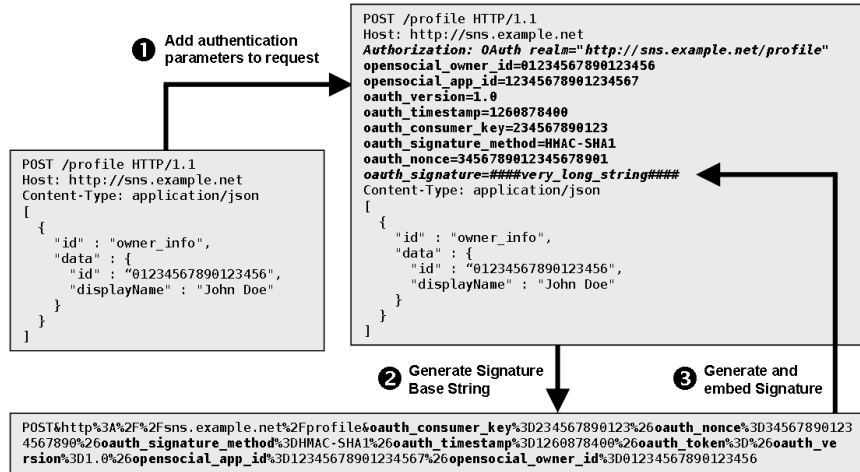 1 Add authentication
parameters to request
POST /profile HTTP/1.1
Host: http://sns.example.net
Content-Type: application/json
[
{
"id" : "owner_info",
"data" : {
"id" : “01234567890123456",
"displayName" : "John Doe"
}
}
]
POST /profile HTTP/1.1
Host: http://sns.example.net
Authorization: OAuth realm="http://sns.example.net/profile"
opensocial_owner_id=01234567890123456
opensocial_app_id=12345678901234567
oauth_version=1.0
oauth_timestamp=1260878400
oauth_consumer_key=234567890123
oauth_signature_method=HMAC-SHA1
oauth_nonce=3456789012345678901
oauth_signature=####very_long_string####
Content-Type: application/json
[
{
"id" : "owner_info",
"data" : {
"id" : “01234567890123456",
"displayName" : "John Doe"
}
}
]
2 Generate Signature
Base String
3 Generate and
embed Signature
POST&http%3A%2F%2Fsns.example.net%2Fprofile&oauth_consumer_key%3D234567890123%26oauth_nonce%3D34567890123
4567890%26oauth_signature_method%3DHMAC-SHA1%26oauth_timestamp%3D1260878400%26oauth_token%3D%26oauth_ve
rsion%3D1.0%26opensocial_app_id%3D12345678901234567%26opensocial_owner_id%3D01234567890123456